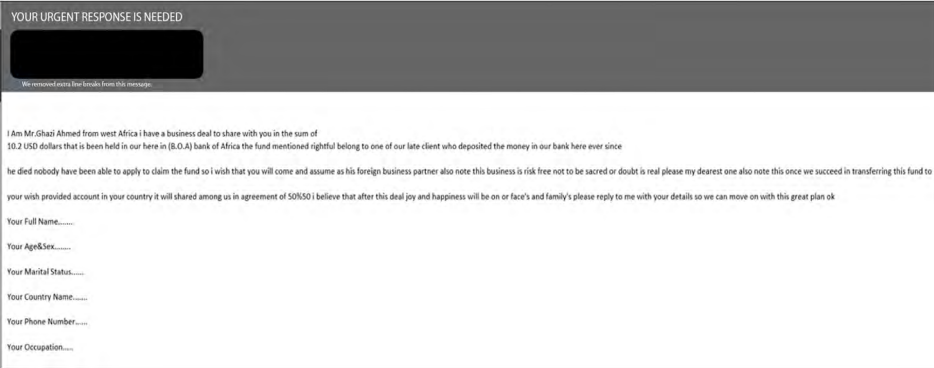 YOUR URGENT RESPONSE IS NEEDED
We removed extra line breaks from this message.
I Am Mr.Ghazi Ahmed from west Africa i have a business deal to share with you in the sum of
10.2 USD dollars that is been held in our here in (B.O.A) bank of Africa the fund mentioned rightful belong to one of our late client who deposited the money in our bank here ever since
he died nobody have been able to apply to claim the fund so i wish that you will come and assume as his foreign business partner also note this business is risk free not to be sacred or doubt is real please my dearest one also note this once we succeed in transferring this fund to
your wish provided account in your country it will shared among us in agreement of 50%50 i believe that after this deal joy and happiness will be on or face's and family's please reply to me with your details so we can move on with this great plan ok
Your Full Name.......
Your Age&Sex........
Your Marital Status......
Your Country Name.......
Your Phone Number......
Your Occupation.....